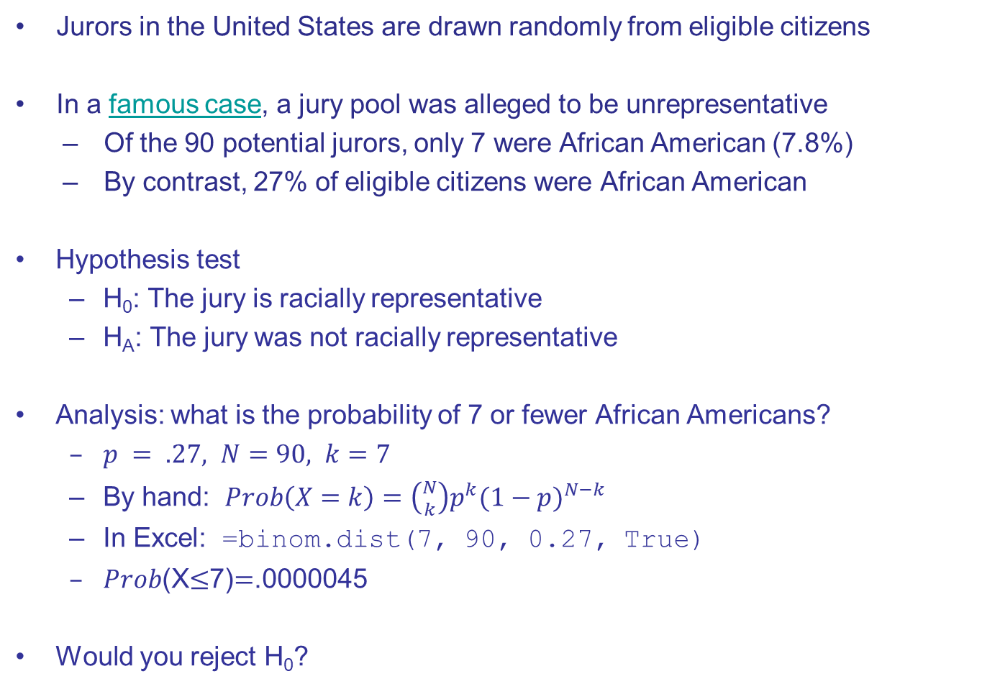 • Jurors in the United States are drawn randomly from eligible citizens
• In a famous case, a jury pool was alleged to be unrepresentative
– Of the 90 potential jurors, only 7 were African American (7.8%)
– By contrast, 27% of eligible citizens were African American
• Hypothesis test
– H₀: The jury is racially representative
– H_A: The jury was not racially representative
• Analysis: what is the probability of 7 or fewer African Americans?
– p = .27, N = 90, k = 7
– By hand: Prob(X = k) = (N k)p^k(1 − p)^{N−k}
– In Excel: =binom.dist(7, 90, 0.27, True)
– Prob(X≤7)=.0000045
• Would you reject H₀?